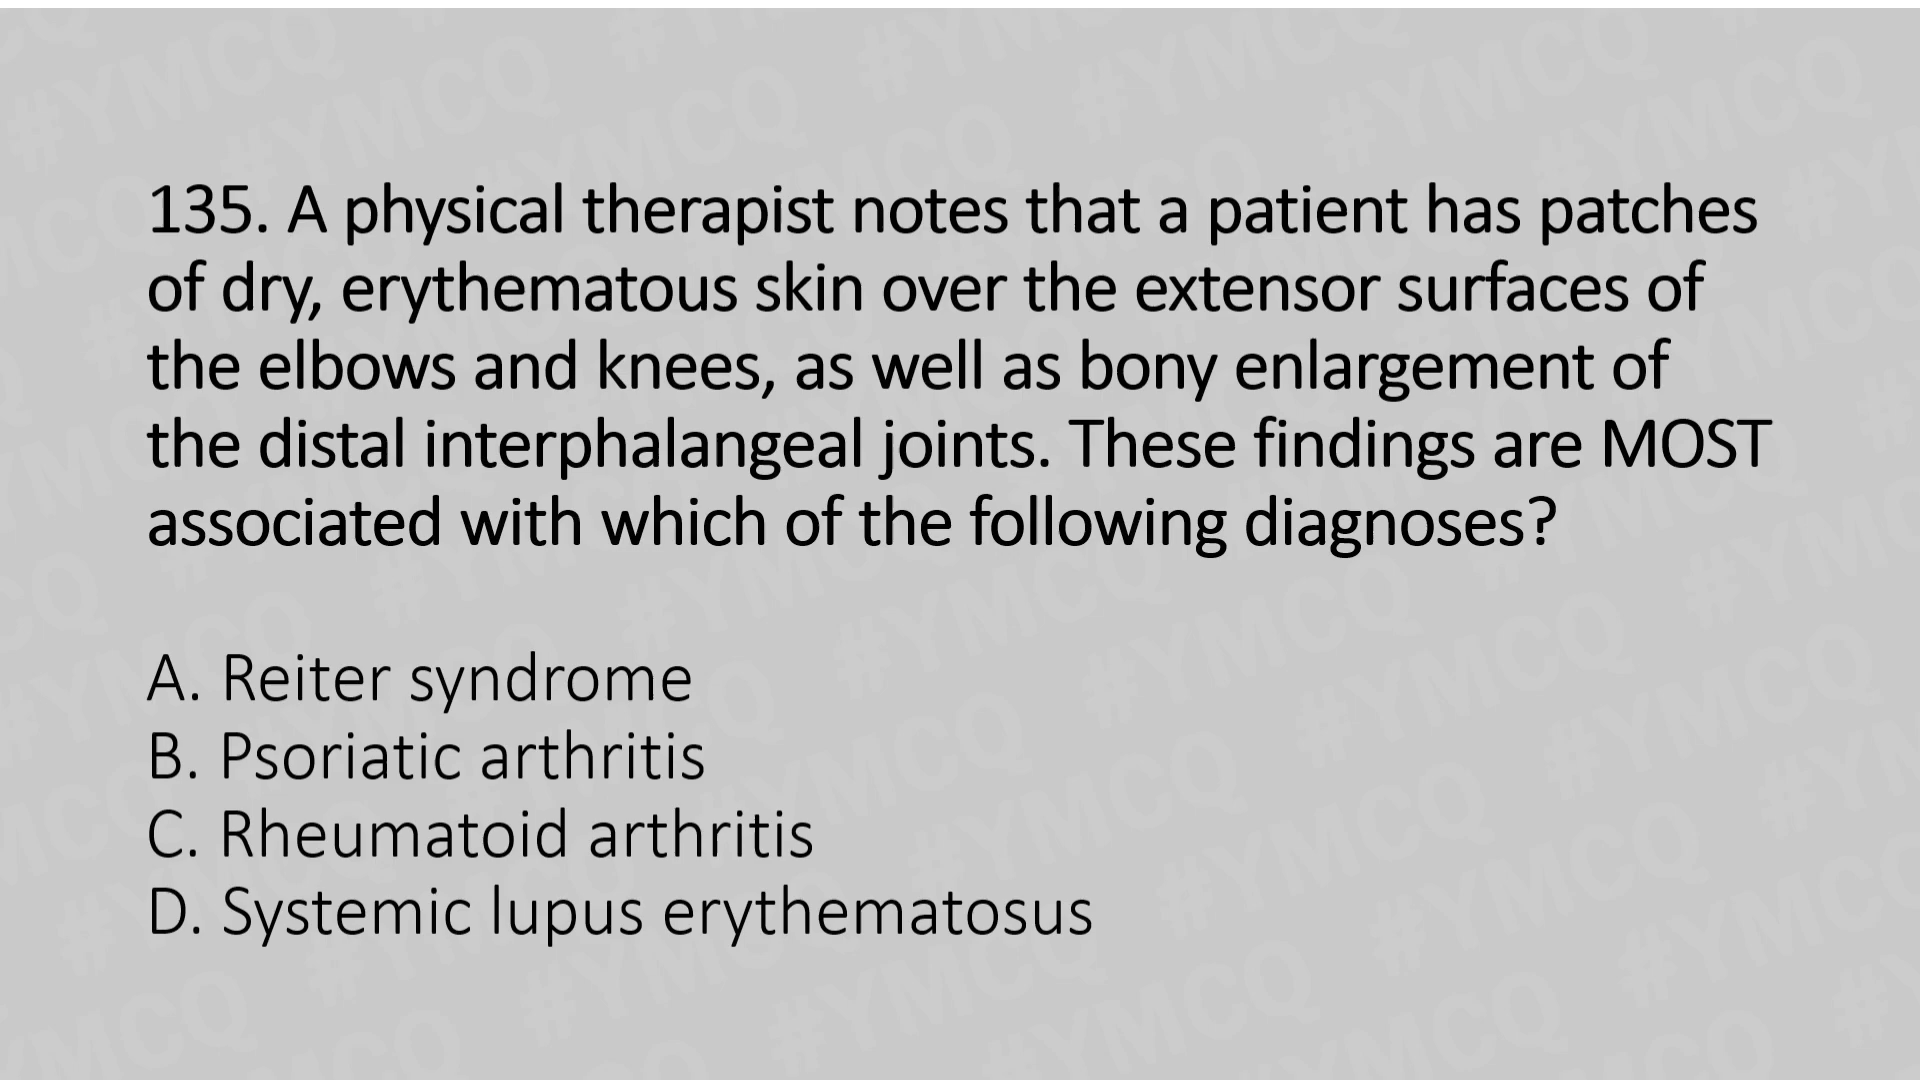 135. A physical therapist notes that a patient has patches
of dry, erythematous skin over the extensor surfaces of
the elbows and knees, as well as bony enlargement of
the distal interphalangeal joints. These findings are MOST
associated with which of the following diagnoses?
A. Reiter syndrome
B. Psoriatic arthritis
C. Rheumatoid arthritis
D. Systemic lupus erythematosus
#YMCQ